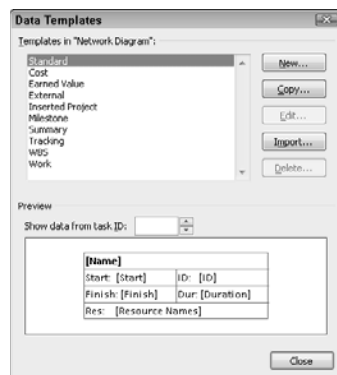 Data Templates
Templates in "Network Diagram":
Standard
Cost
Earned Value
External
Inserted Project
Milestone
Summary
Tracking
WBS
Work
New...
Copy...
Edit...
Import...
Delete...
Preview
Show data from task ID:
[Name]
Start: [Start] ID: [ID]
Finish: [Finish] Dur: [Duration]
Res: [Resource Names]
Close